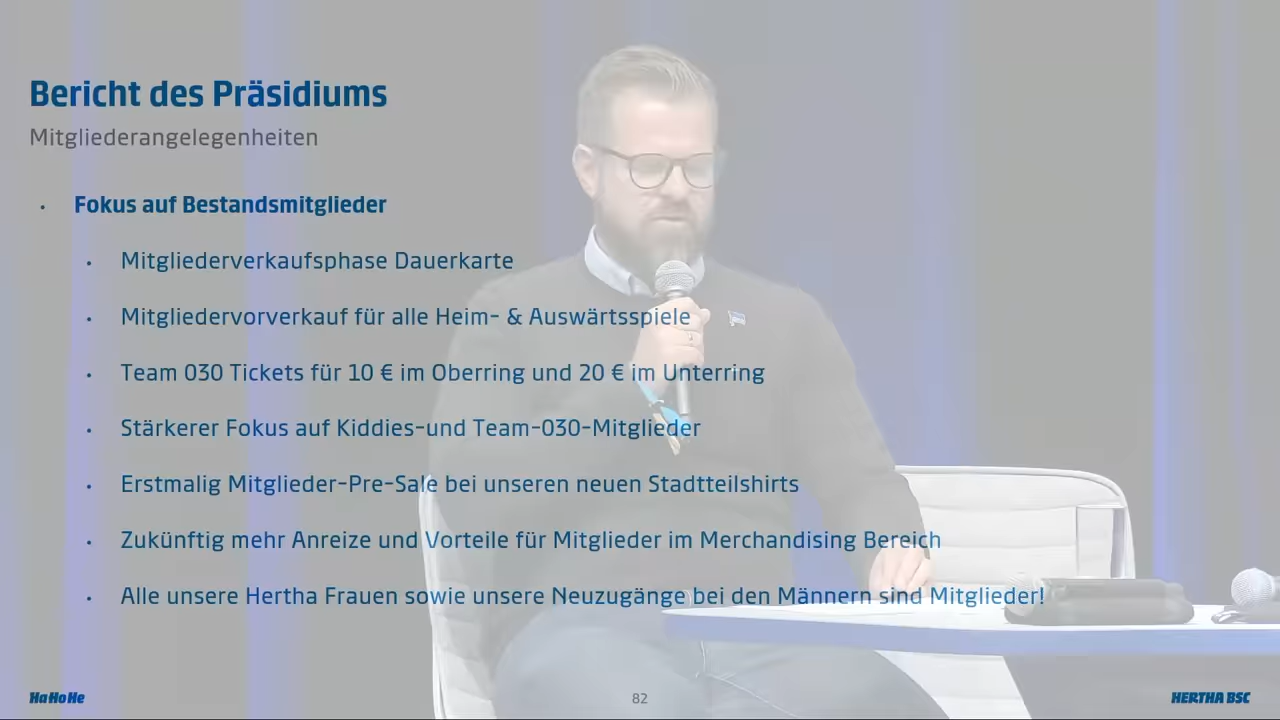 Bericht des Präsidiums
Mitgliederangelegenheiten
• Fokus auf Bestandsmitglieder
• Mitgliederverkaufsphase Dauerkarte
• Mitgliedervorverkauf für alle Heim- & Auswärtsspiele
• Team 030 Tickets für 10 € im Oberring und 20 € im Unterring
• Stärkerer Fokus auf Kiddies-und Team-030-Mitglieder
• Erstmalig Mitglieder-Pre-Sale bei unseren neuen Stadtteilshirts
• Zukünftig mehr Anreize und Vorteile für Mitglieder im Merchandising Bereich
• Alle unsere Hertha Frauen sowie unsere Neuzugänge bei den Männern sind Mitglieder!
HaHoHe
82
HERTHA BSC